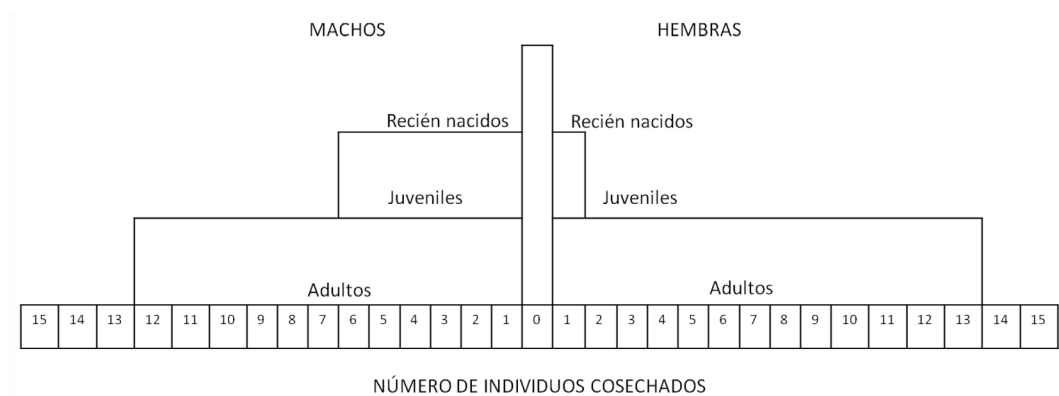 MACHOS HEMBRAS
Recién nacidos Recién nacidos
Juveniles Juveniles
Adultos Adultos
15 14 13 12 11 10 9 8 7 6 5 4 3 2 1 0 1 2 3 4 5 6 7 8 9 10 11 12 13 14 15
NÚMERO DE INDIVIDUOS COSECHADOS